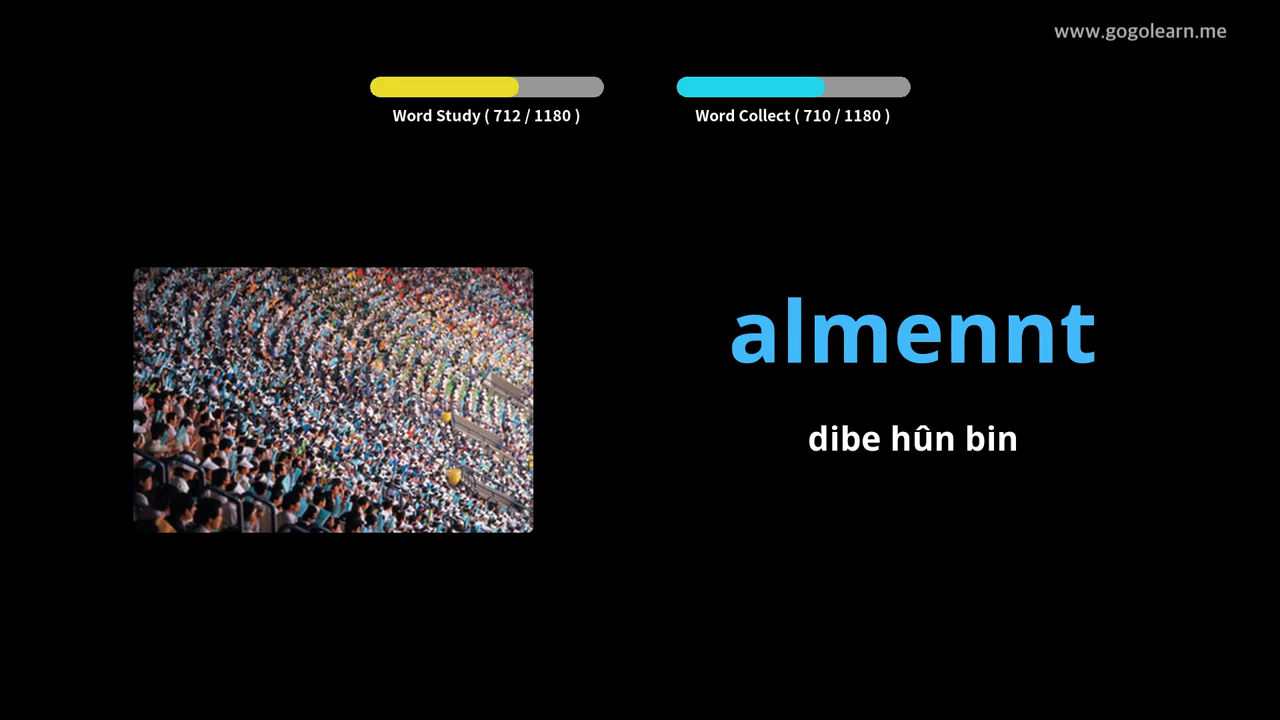 www.gogolearn.me
Word Study ( 712 / 1180 )
Word Collect ( 710 / 1180 )
almennt
dibe hûn bin